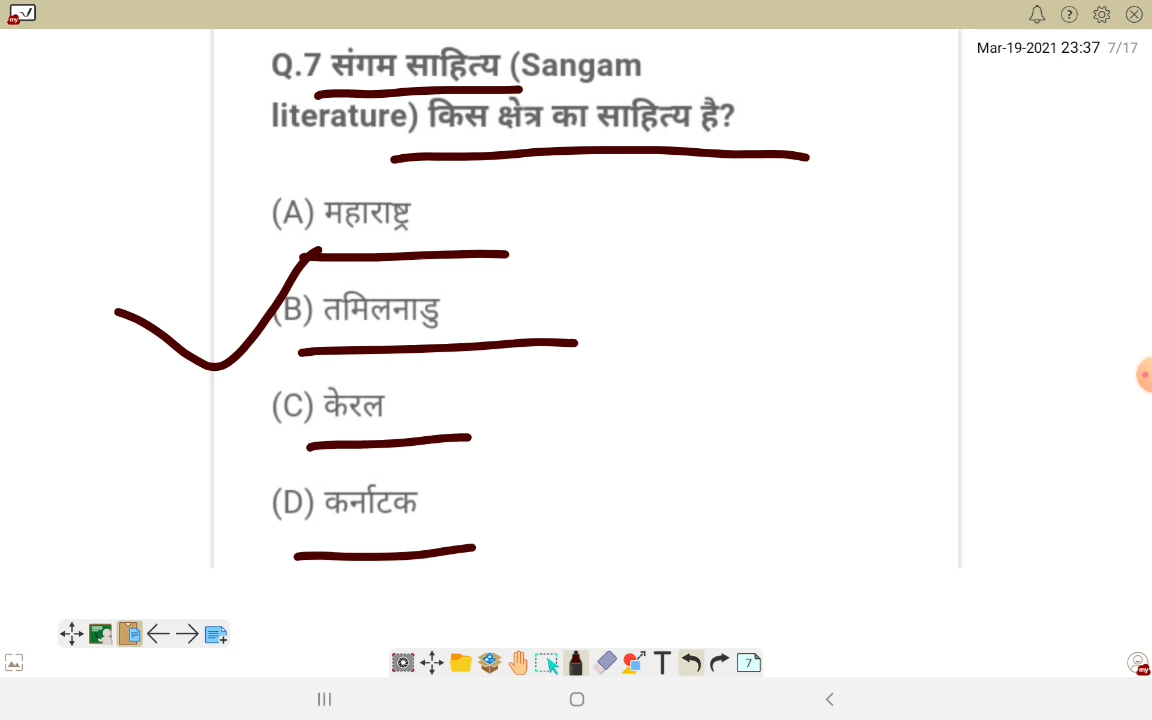 Mar-19-2021 23:37 7/17
Q.7 संगम साहित्य (Sangam
literature) किस क्षेत्र का साहित्य है?
(A) महाराष्ट्र
(B) तमिलनाडु
(C) केरल
(D) कर्नाटक
7